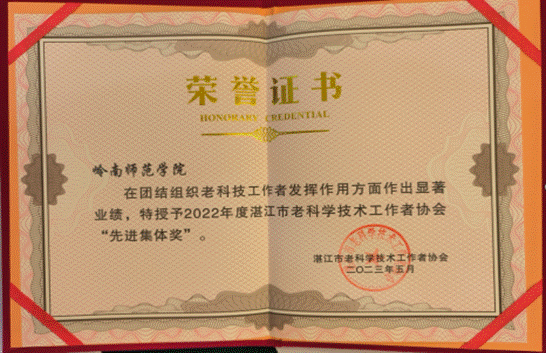 荣誉证书
HONORARY CREDENTIAL
岭南师范学院
在团结组织老科技工作者发挥作用方面作出显著
业绩，特授予2022年度湛江市老科学技术工作者协会
“先进集体奖”。
湛江市老科学技术工作者协会
二〇二三年五月